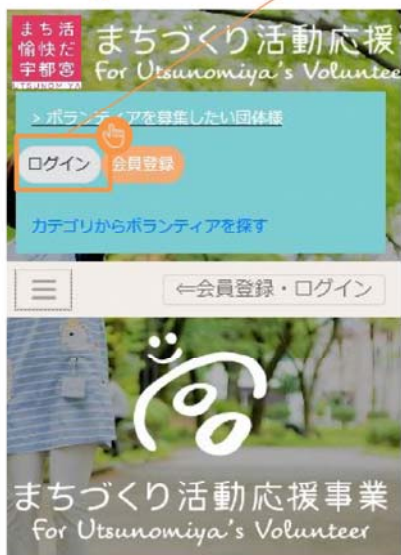 まち活
愉快だ
宇都宮
UTSUNOMIYA
まちづくり活動応援
For Utsunomiya's Voluntee
> ボランティアを募集したい団体様
ログイン 会員登録
カテゴリからボランティアを探す
⇐会員登録・ログイン
まちづくり活動応援事業
For Utsunomiya's Volunteer